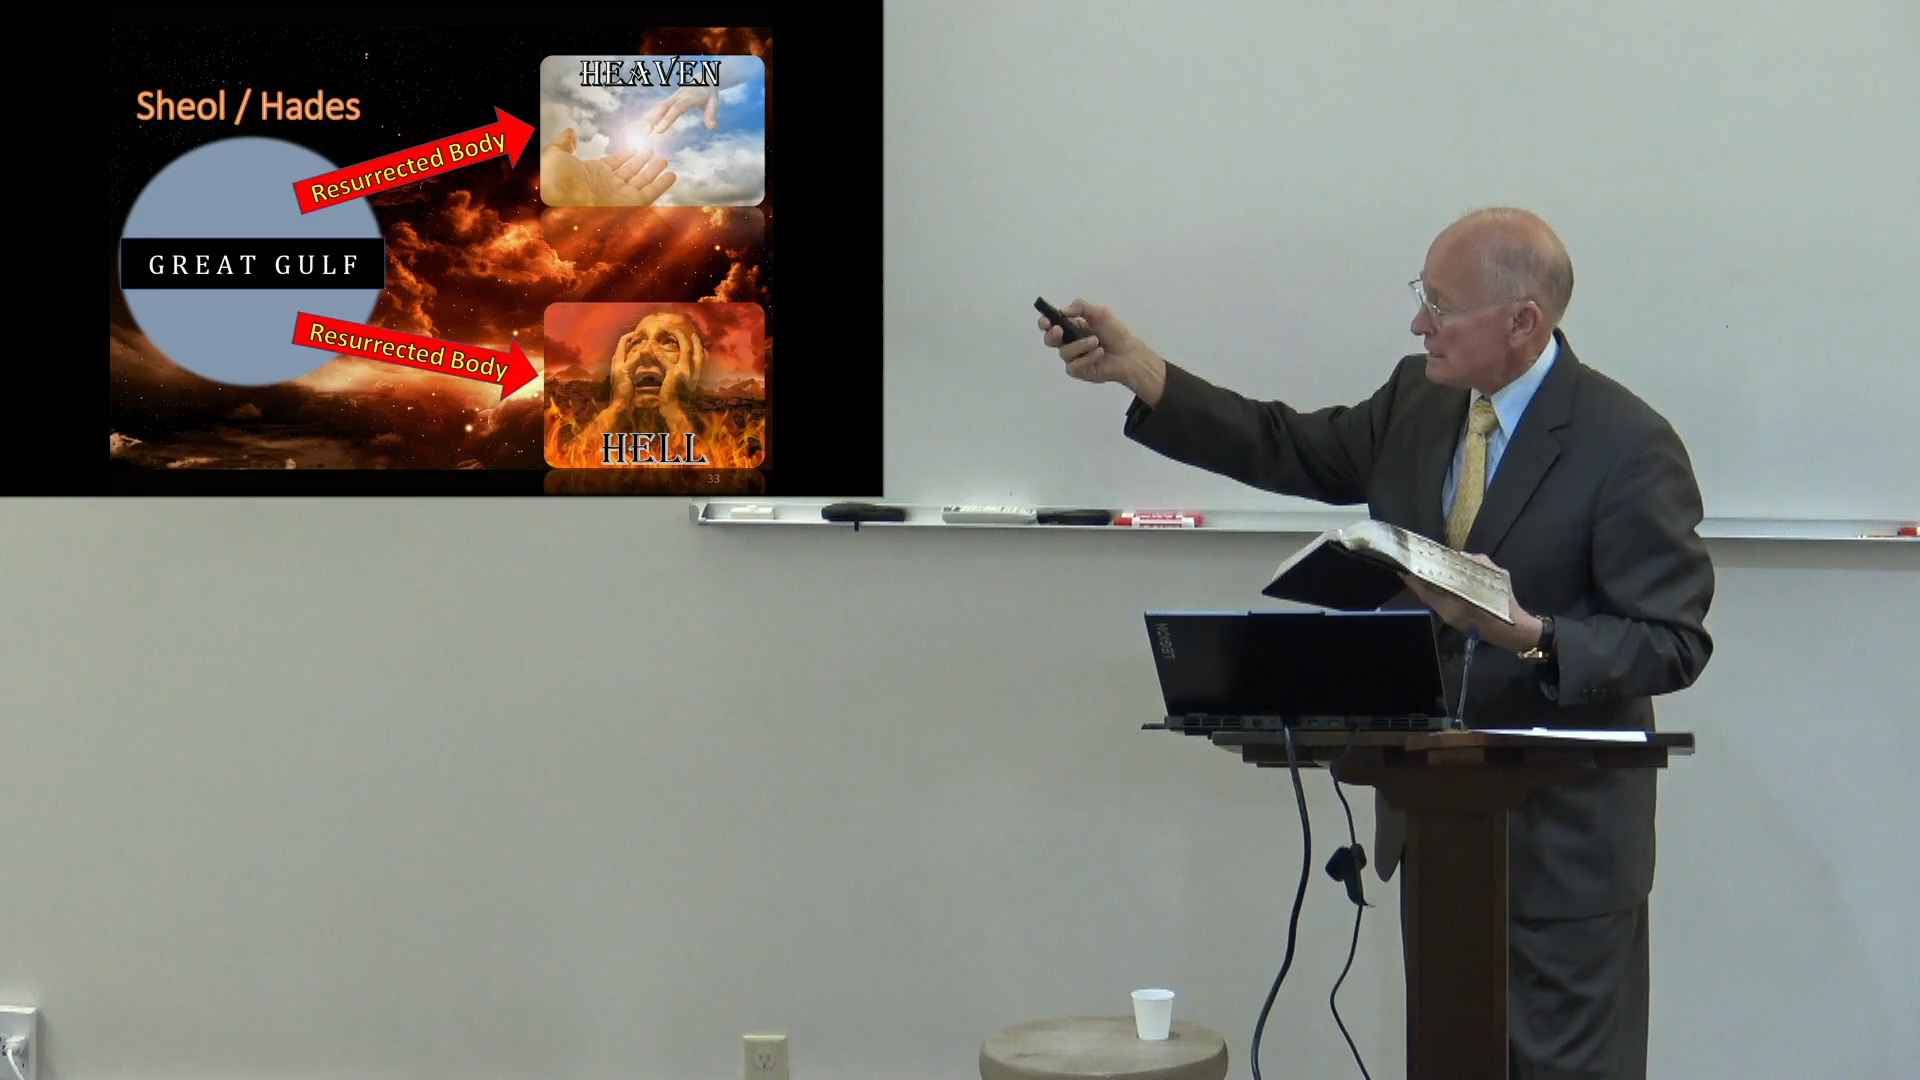 HEAVEN
Sheol / Hades
Resurrected Body
GREAT GULF
Resurrected Body
HELL
33
LEGION